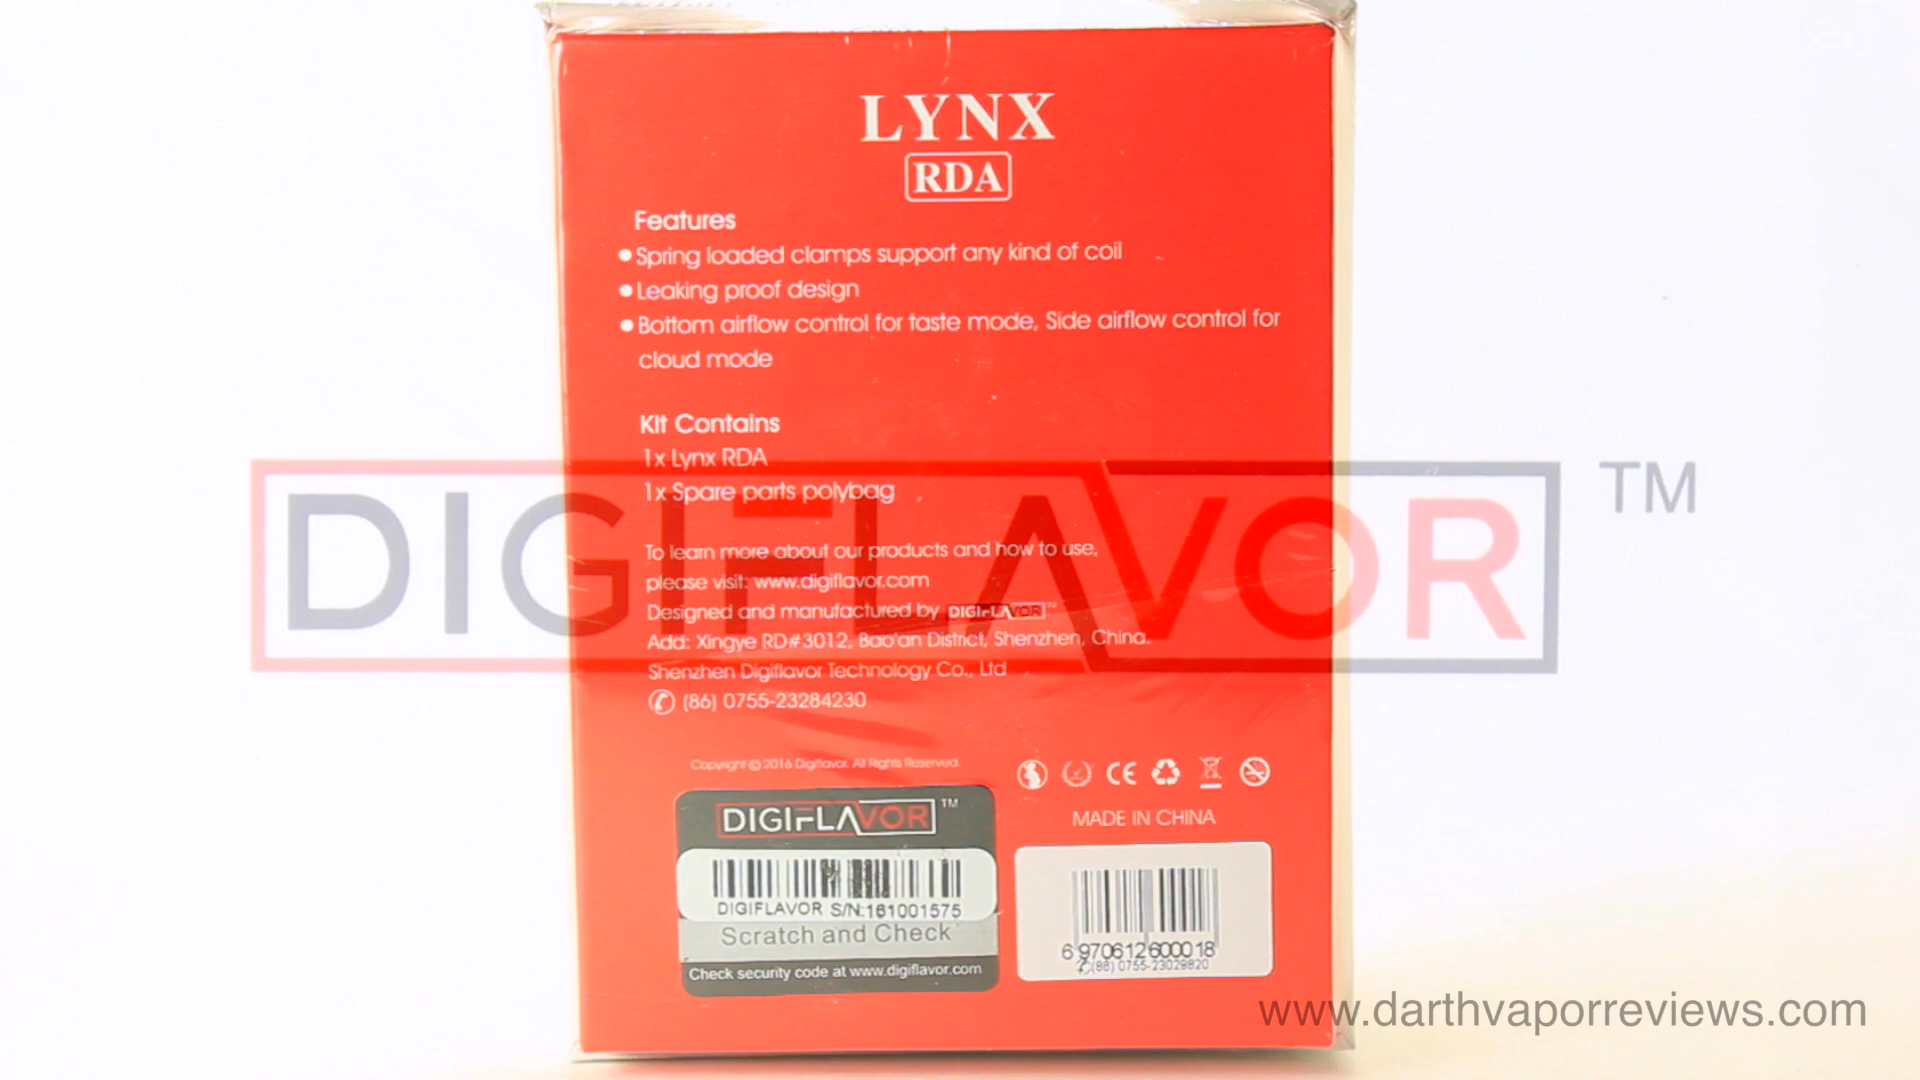 LYNX
RDA
Features
●Spring loaded clamps support any kind of coil
●Leaking proof design
●Bottom airflow control for taste mode, Side airflow control for
cloud mode
Kit Contains
1x Lynx RDA
1x Spare parts polybag
DIGIFLAVOR TM
To learn more about our products and how to use,
please visit: www.digiflavor.com
Designed and manufactured by DIGIFLAVOR TM
Add: Xingye RD#3012, Bao'an District, Shenzhen, China.
Shenzhen Digiflavor Technology Co., Ltd
(86) 0755-23284230
Copyright © 2016 Digiflavor. All Rights Reserved.
CE
MADE IN CHINA
DIGIFLAVOR TM
DIGIFLAVOR S/N:161001575
Scratch and Check
Check security code at www.digiflavor.com
6 970612 600018
(86) 0755-23029820
www.darthvaporreviews.com